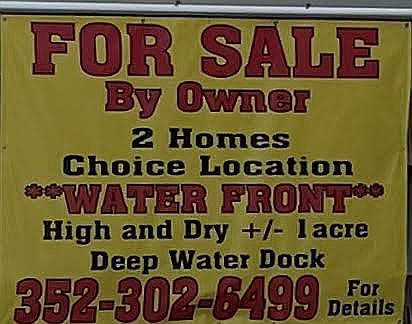 FOR SALE
By Owner
2 Homes
Choice Location
**WATER FRONT**
High and Dry +/- 1acre
Deep Water Dock
352-302-6499 For Details